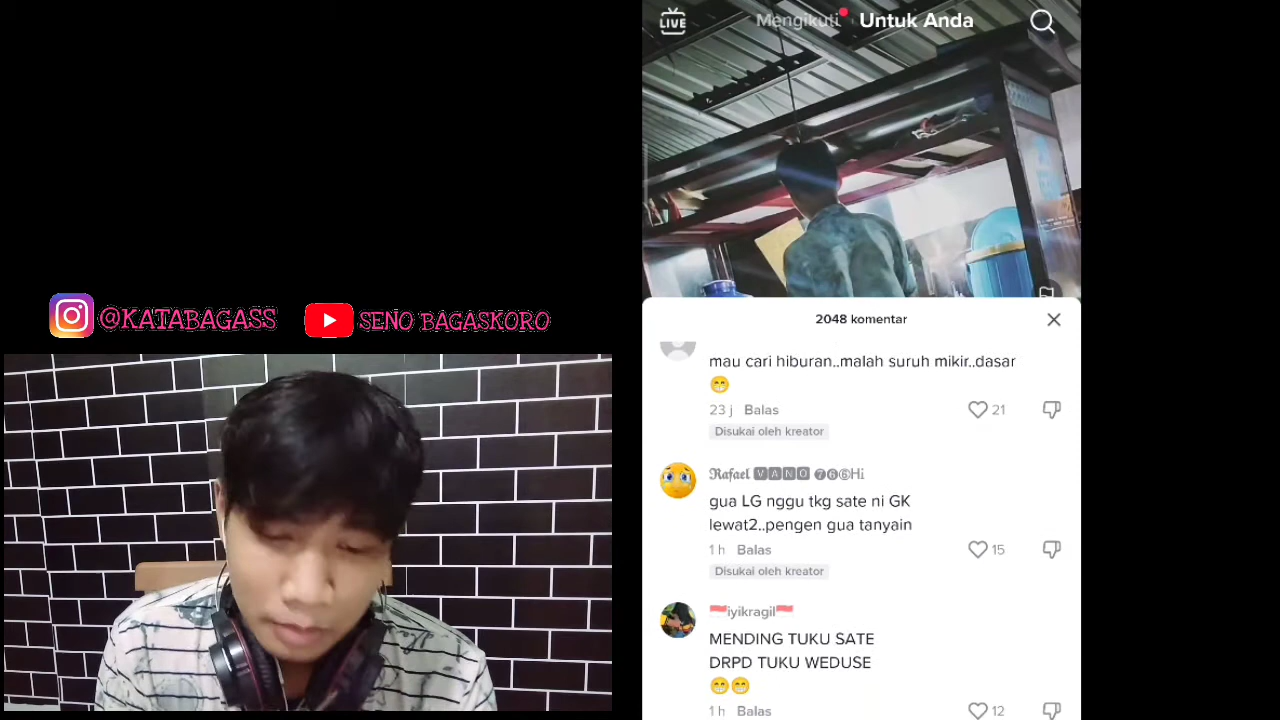 LIVE
Mengikuti
Untuk Anda
@KATABAGASS
SENO BAGASKORO
2048 komentar
mau cari hiburan..malah suruh mikir..dasar
😁
23 j Balas
21
Disukai oleh kreator
ℜ𝔞𝔣𝔞𝔢𝔩 🆅🅰🅽🅾 ❼❻⑥Hi
gua LG nggu tkg sate ni GK
lewat2..pengen gua tanyain
1 h Balas
15
Disukai oleh kreator
🇮🇩iyikragil🇮🇩
MENDING TUKU SATE
DRPD TUKU WEDUSE
😁😁
1 h Balas
12